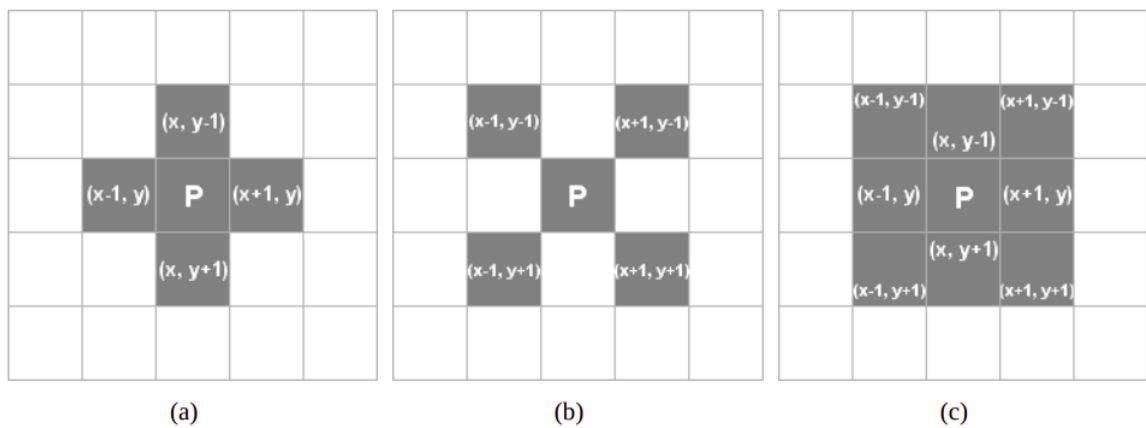 (x, y-1)
(x-1, y) P (x+1, y)
(x, y+1)
(a)
(x-1, y-1) (x+1, y-1)
P
(x-1, y+1) (x+1, y+1)
(b)
(x-1, y-1) (x+1, y-1)
(x, y-1)
(x-1, y) P (x+1, y)
(x, y+1)
(x-1, y+1) (x+1, y+1)
(c)